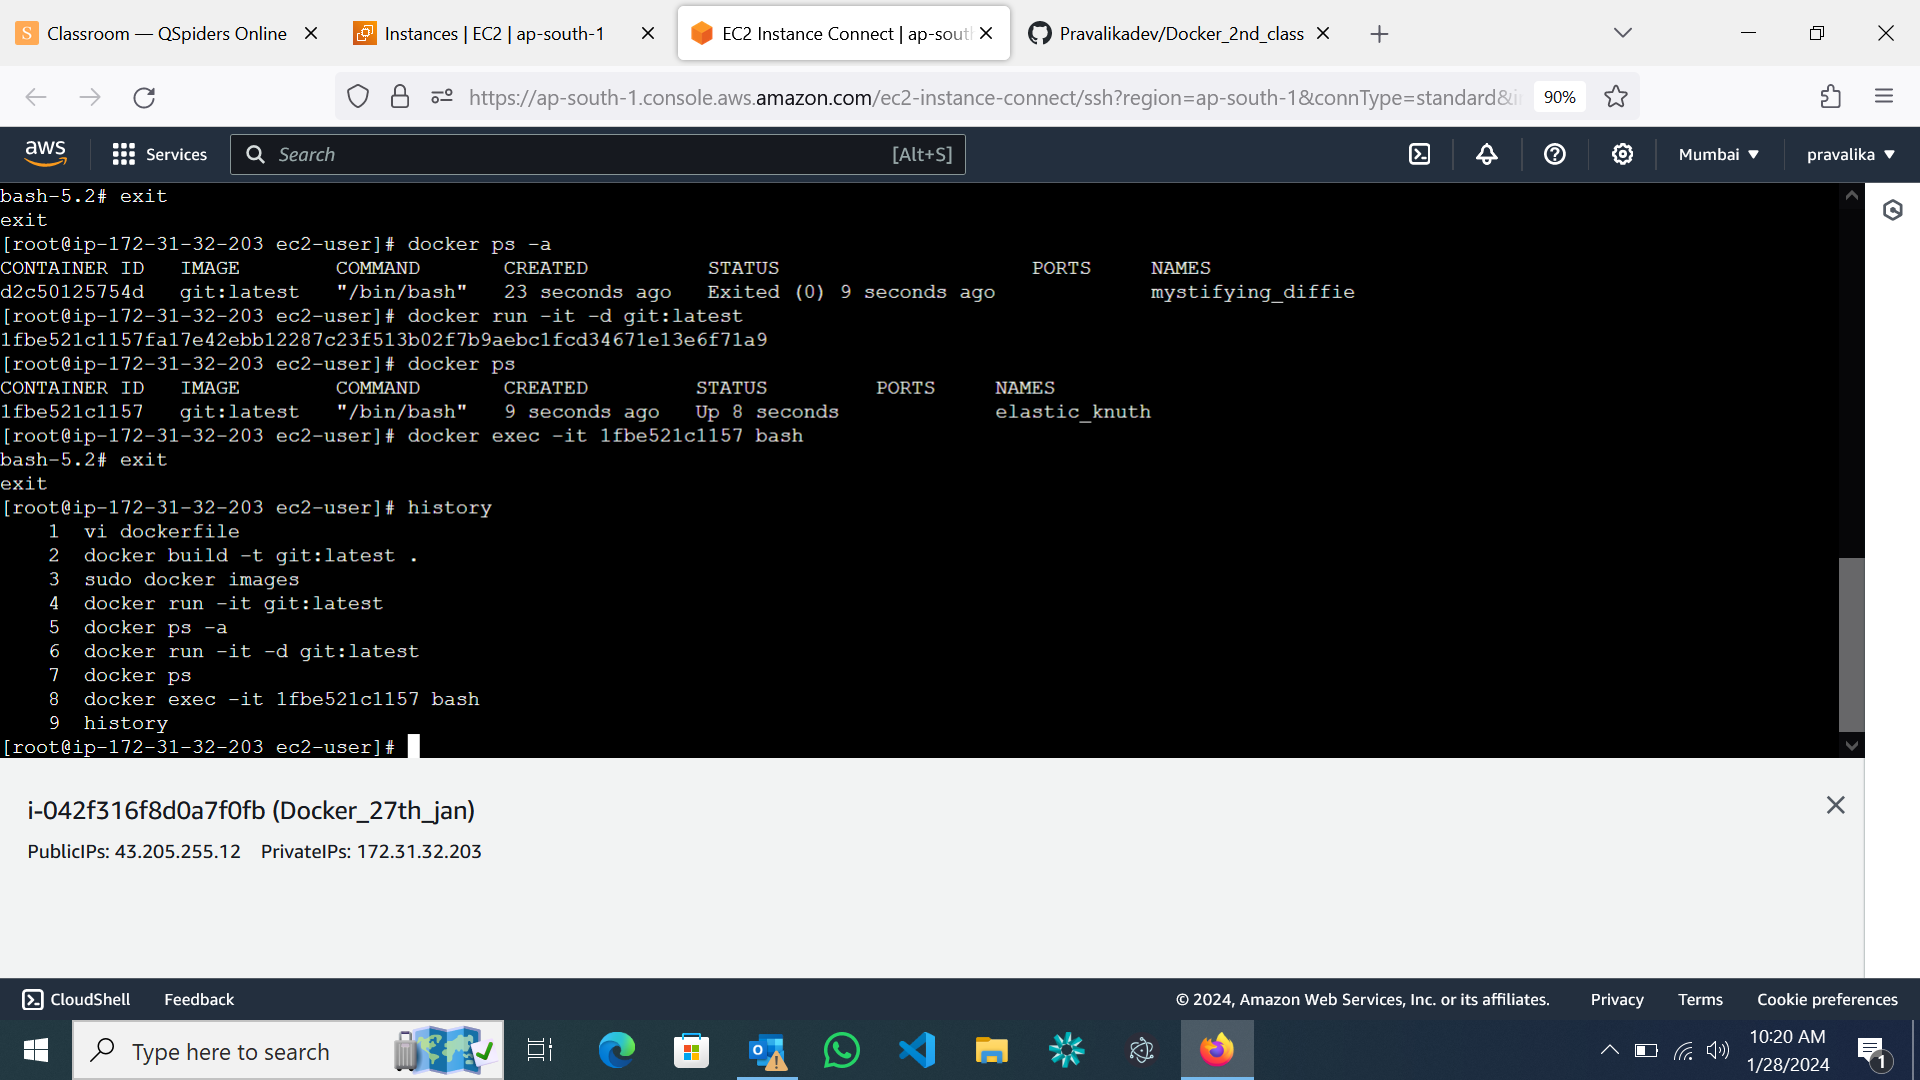 Classroom — QSpiders Online
Instances | EC2 | ap-south-1
EC2 Instance Connect | ap-sout
Pravalikadev/Docker_2nd_class
https://ap-south-1.console.aws.amazon.com/ec2-instance-connect/ssh?region=ap-south-1&connType=standard&i
90%
aws
Services
Search
[Alt+S]
Mumbai
pravalika
bash-5.2# exit
exit
[root@ip-172-31-32-203 ec2-user]# docker ps -a
CONTAINER ID   IMAGE        COMMAND       CREATED          STATUS                     PORTS     NAMES
d2c50125754d   git:latest   "/bin/bash"   23 seconds ago   Exited (0) 9 seconds ago             mystifying_diffie
[root@ip-172-31-32-203 ec2-user]# docker run -it -d git:latest
1fbe521c1157fa17e42ebb12287c23f513b02f7b9aebc1fcd34671e13e6f71a9
[root@ip-172-31-32-203 ec2-user]# docker ps
CONTAINER ID   IMAGE        COMMAND       CREATED         STATUS         PORTS     NAMES
1fbe521c1157   git:latest   "/bin/bash"   9 seconds ago   Up 8 seconds             elastic_knuth
[root@ip-172-31-32-203 ec2-user]# docker exec -it 1fbe521c1157 bash
bash-5.2# exit
exit
[root@ip-172-31-32-203 ec2-user]# history
1  vi dockerfile
2  docker build -t git:latest .
3  sudo docker images
4  docker run -it git:latest
5  docker ps -a
6  docker run -it -d git:latest
7  docker ps
8  docker exec -it 1fbe521c1157 bash
9  history
[root@ip-172-31-32-203 ec2-user]#
i-042f316f8d0a7f0fb (Docker_27th_jan)
PublicIPs: 43.205.255.12    PrivateIPs: 172.31.32.203
CloudShell
Feedback
© 2024, Amazon Web Services, Inc. or its affiliates.
Privacy
Terms
Cookie preferences
Type here to search
10:20 AM
1/28/2024
1